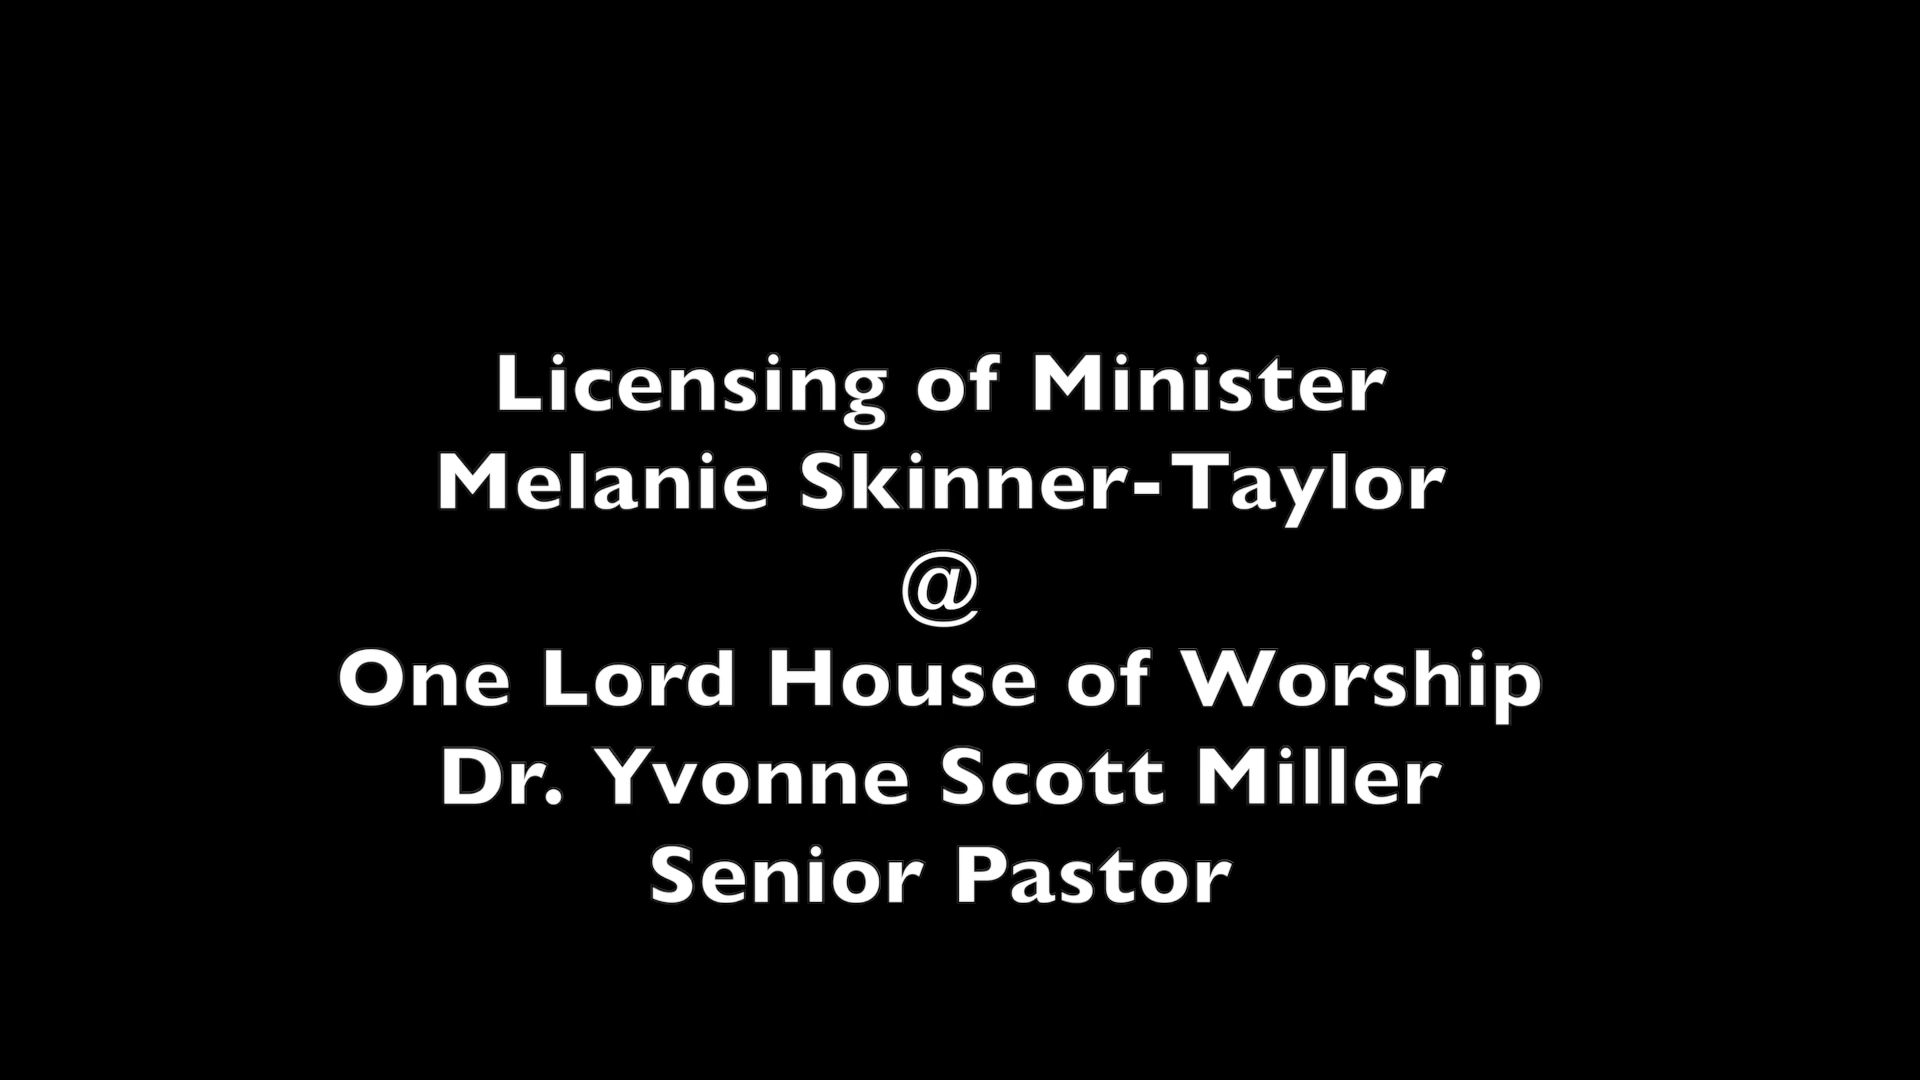 Licensing of Minister
Melanie Skinner-Taylor
@
One Lord House of Worship
Dr. Yvonne Scott Miller
Senior Pastor